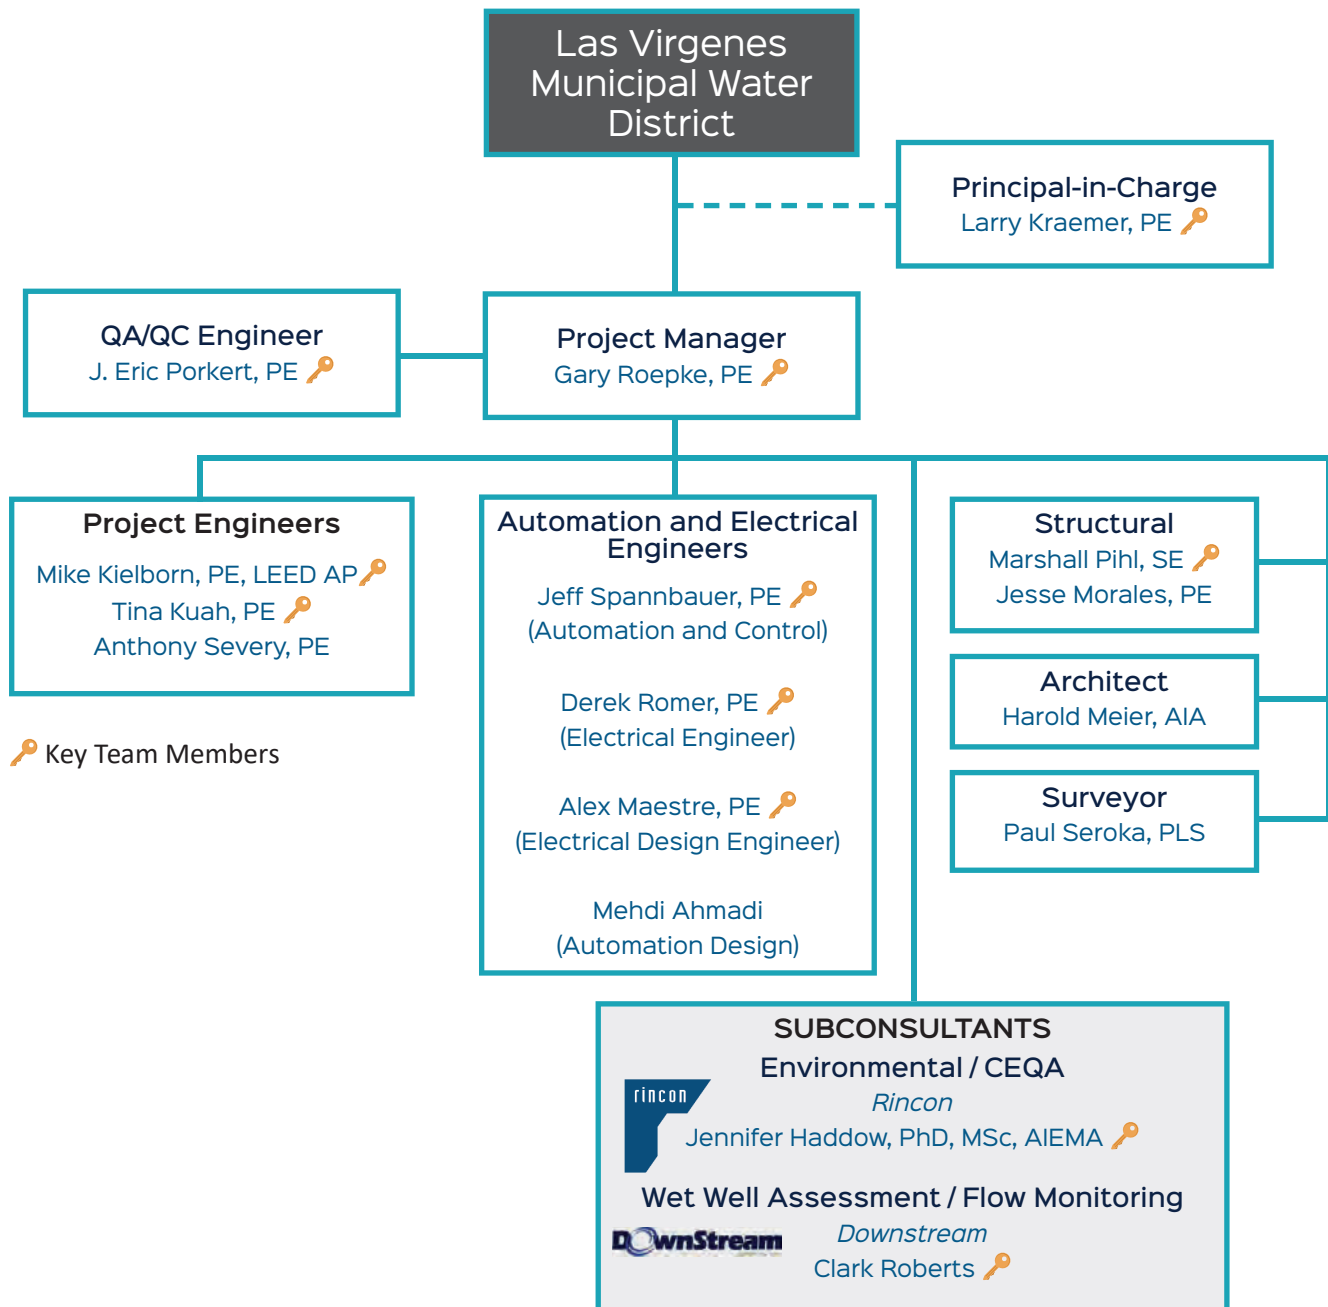 Las Virgenes
Municipal Water
District
Principal-in-Charge
Larry Kraemer, PE
QA/QC Engineer
J. Eric Porkert, PE
Project Manager
Gary Roepke, PE
Project Engineers
Mike Kielborn, PE, LEED AP
Tina Kuah, PE
Anthony Severy, PE
Key Team Members
Automation and Electrical
Engineers
Jeff Spannbauer, PE
(Automation and Control)
Derek Romer, PE
(Electrical Engineer)
Alex Maestre, PE
(Electrical Design Engineer)
Mehdi Ahmadi
(Automation Design)
Structural
Marshall Pihl, SE
Jesse Morales, PE
Architect
Harold Meier, AIA
Surveyor
Paul Seroka, PLS
SUBCONSULTANTS
Environmental / CEQA
rincon
Rincon
Jennifer Haddow, PhD, MSc, AIEMA
Wet Well Assessment / Flow Monitoring
DownStream
Downstream
Clark Roberts